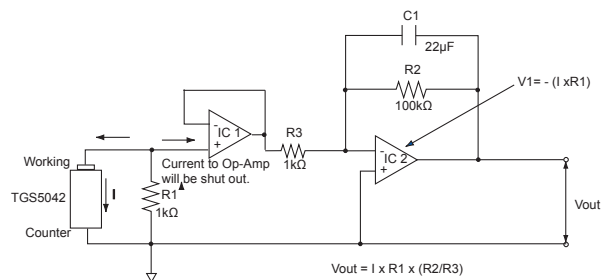 C1
22µF
R2
100kΩ
V1= - (I xR1)
-
IC 1
+
R3
1kΩ
-
IC 2
+
Working
Current to Op-Amp
will be shut out.
TGS5042
I
R1
1kΩ
Counter
Vout
Vout = I x R1 x (R2/R3)